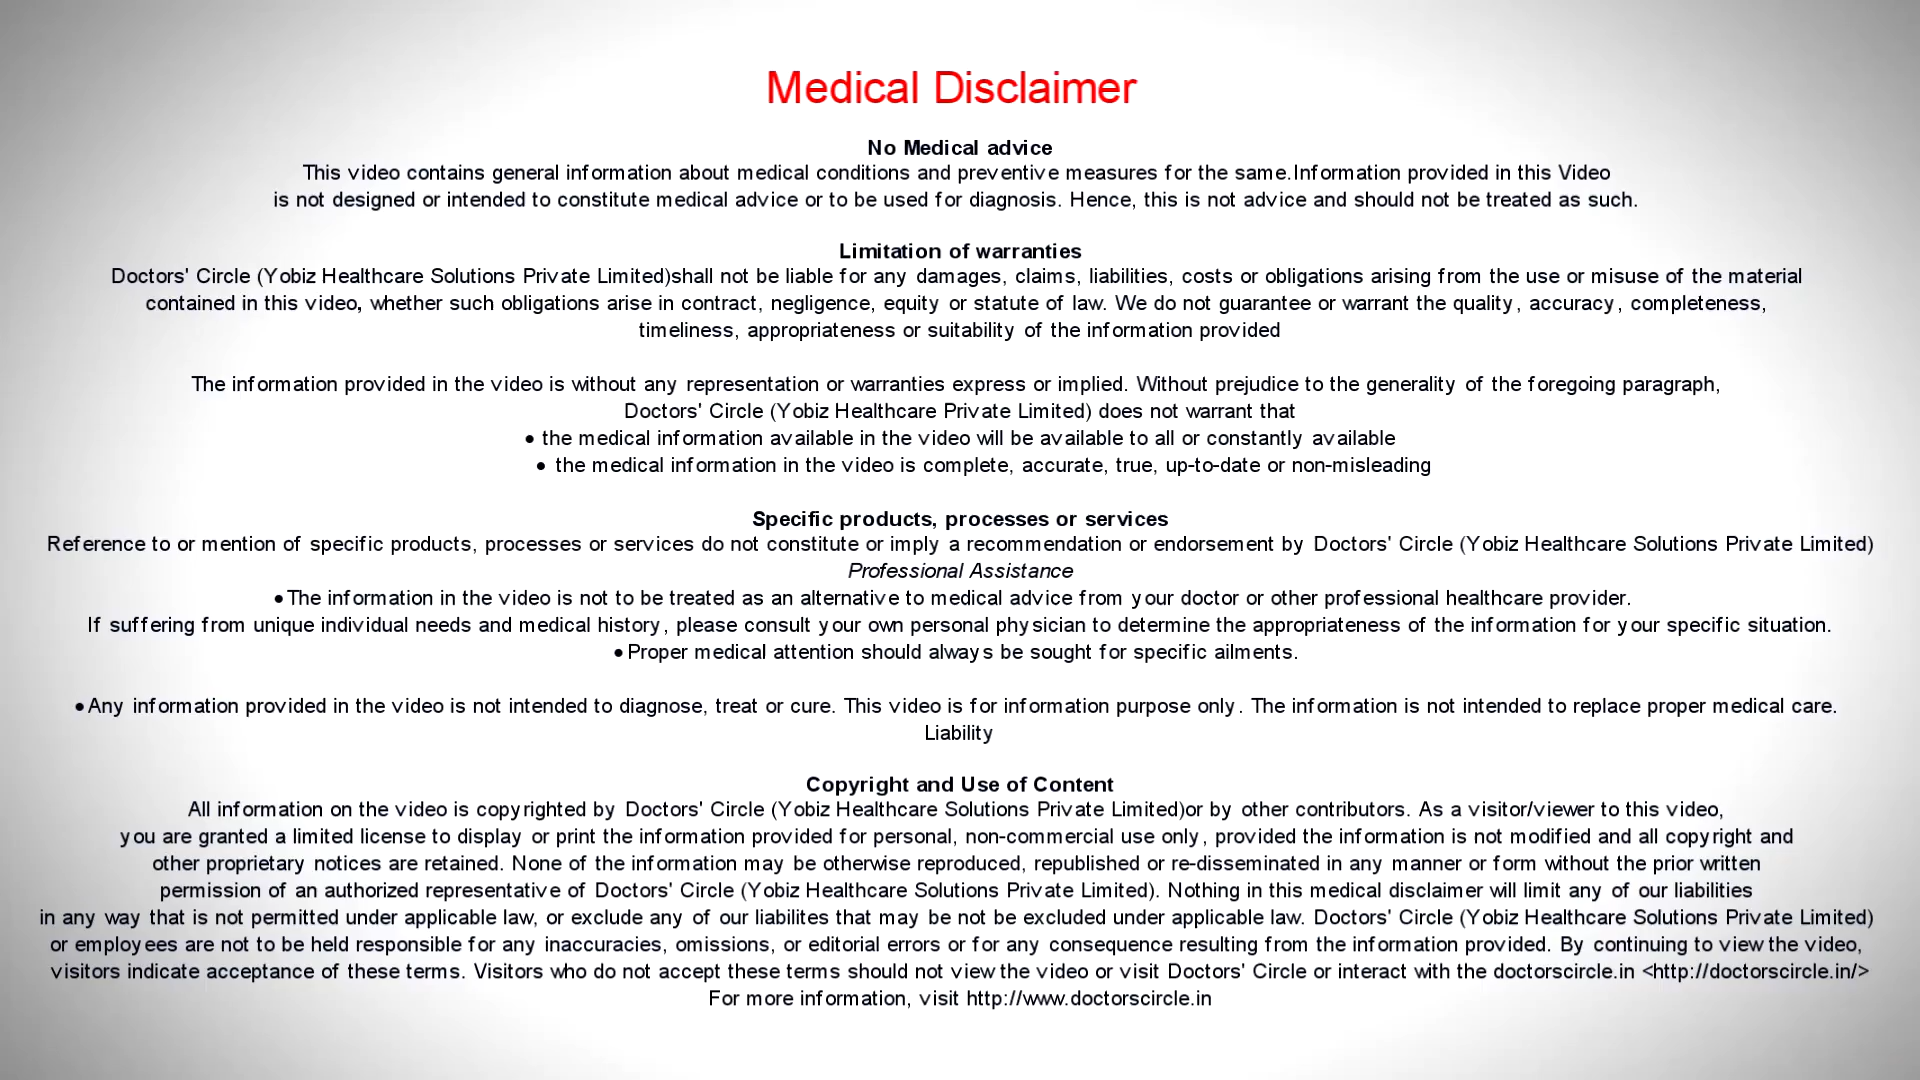 Medical Disclaimer
No Medical advice
This video contains general information about medical conditions and preventive measures for the same.Information provided in this Video
is not designed or intended to constitute medical advice or to be used for diagnosis. Hence, this is not advice and should not be treated as such.
Limitation of warranties
Doctors' Circle (Yobiz Healthcare Solutions Private Limited)shall not be liable for any damages, claims, liabilities, costs or obligations arising from the use or misuse of the material
contained in this video, whether such obligations arise in contract, negligence, equity or statute of law. We do not guarantee or warrant the quality, accuracy, completeness,
timeliness, appropriateness or suitability of the information provided
The information provided in the video is without any representation or warranties express or implied. Without prejudice to the generality of the foregoing paragraph,
Doctors' Circle (Yobiz Healthcare Private Limited) does not warrant that
• the medical information available in the video will be available to all or constantly available
• the medical information in the video is complete, accurate, true, up-to-date or non-misleading
Specific products, processes or services
Reference to or mention of specific products, processes or services do not constitute or imply a recommendation or endorsement by Doctors' Circle (Yobiz Healthcare Solutions Private Limited)
Professional Assistance
•The information in the video is not to be treated as an alternative to medical advice from your doctor or other professional healthcare provider.
If suffering from unique individual needs and medical history, please consult your own personal physician to determine the appropriateness of the information for your specific situation.
•Proper medical attention should always be sought for specific ailments.
•Any information provided in the video is not intended to diagnose, treat or cure. This video is for information purpose only. The information is not intended to replace proper medical care.
Liability
Copyright and Use of Content
All information on the video is copyrighted by Doctors' Circle (Yobiz Healthcare Solutions Private Limited)or by other contributors. As a visitor/viewer to this video,
you are granted a limited license to display or print the information provided for personal, non-commercial use only, provided the information is not modified and all copyright and
other proprietary notices are retained. None of the information may be otherwise reproduced, republished or re-disseminated in any manner or form without the prior written
permission of an authorized representative of Doctors' Circle (Yobiz Healthcare Solutions Private Limited). Nothing in this medical disclaimer will limit any of our liabilities
in any way that is not permitted under applicable law, or exclude any of our liabilites that may be not be excluded under applicable law. Doctors' Circle (Yobiz Healthcare Solutions Private Limited)
or employees are not to be held responsible for any inaccuracies, omissions, or editorial errors or for any consequence resulting from the information provided. By continuing to view the video,
visitors indicate acceptance of these terms. Visitors who do not accept these terms should not view the video or visit Doctors' Circle or interact with the doctorscircle.in <http://doctorscircle.in/>
For more information, visit http://www.doctorscircle.in